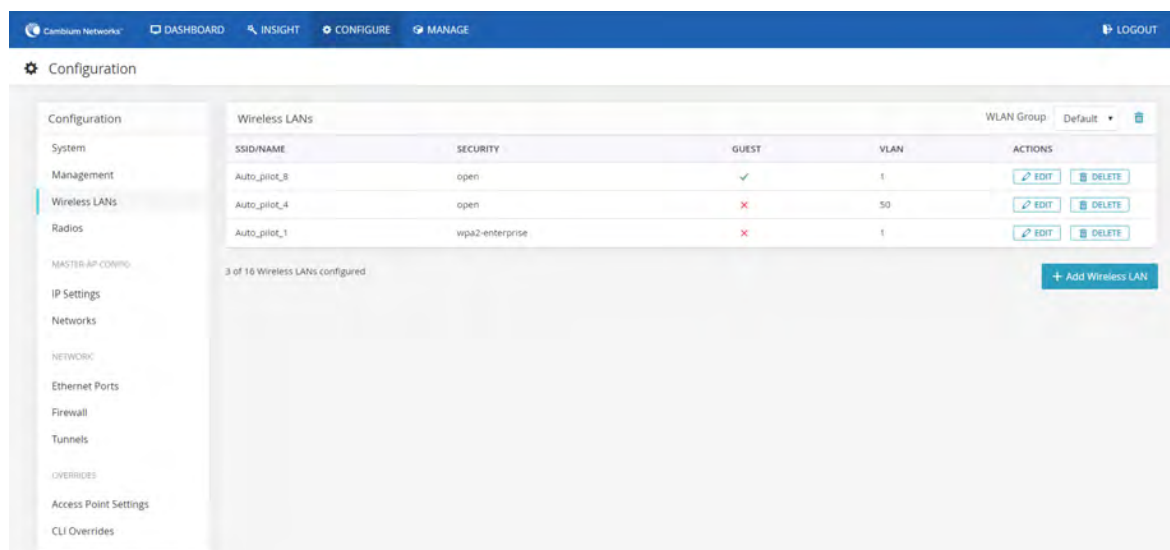 Cambium Networks™ DASHBOARD INSIGHT CONFIGURE MANAGE LOGOUT
Configuration
Configuration
System
Management
Wireless LANs
Radios
MASTER-AP CONFIG
IP Settings
Networks
NETWORK
Ethernet Ports
Firewall
Tunnels
OVERRIDES
Access Point Settings
CLI Overrides
Wireless LANs WLAN Group Default
SSID/NAME SECURITY GUEST VLAN ACTIONS
Auto_pilot_8 open ✓ 1 EDIT DELETE
Auto_pilot_4 open ✗ 50 EDIT DELETE
Auto_pilot_1 wpa2-enterprise ✗ 1 EDIT DELETE
3 of 16 Wireless LANs configured
+ Add Wireless LAN